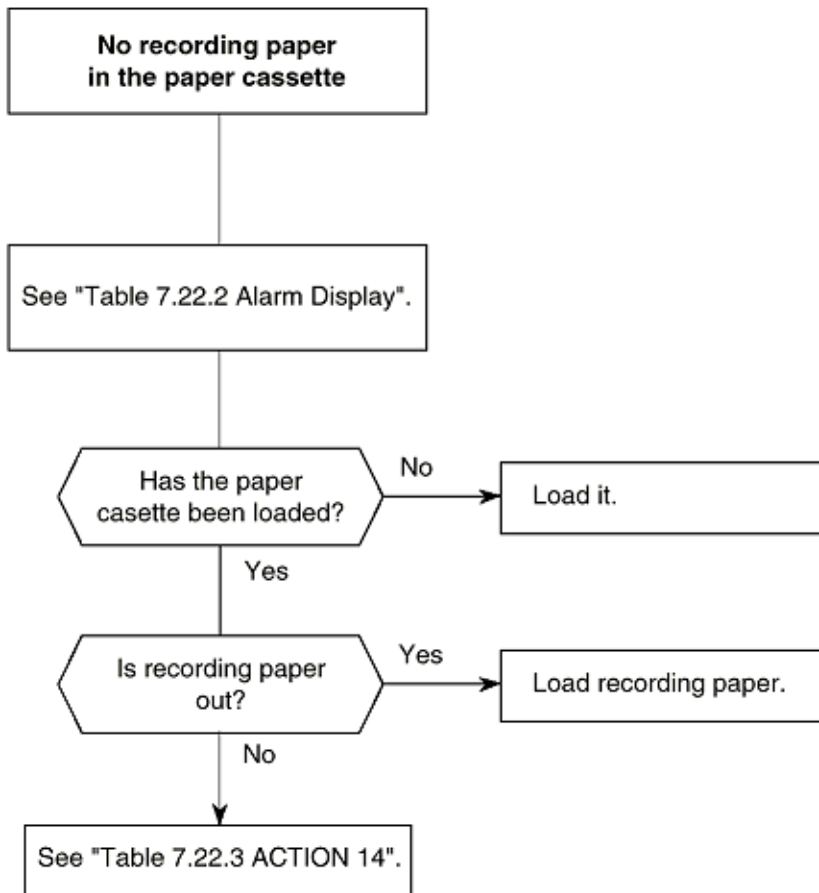 No recording paper
in the paper cassette
See "Table 7.22.2 Alarm Display".
Has the paper
casette been loaded?
No
Load it.
Yes
Is recording paper
out?
Yes
Load recording paper.
No
See "Table 7.22.3 ACTION 14".